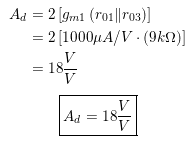 A_d = 2 [g_{m1} (r_{01} ∥ r_{03})]
= 2 [1000μA/V · (9kΩ)]
= 18 V/V
A_d = 18 V/V